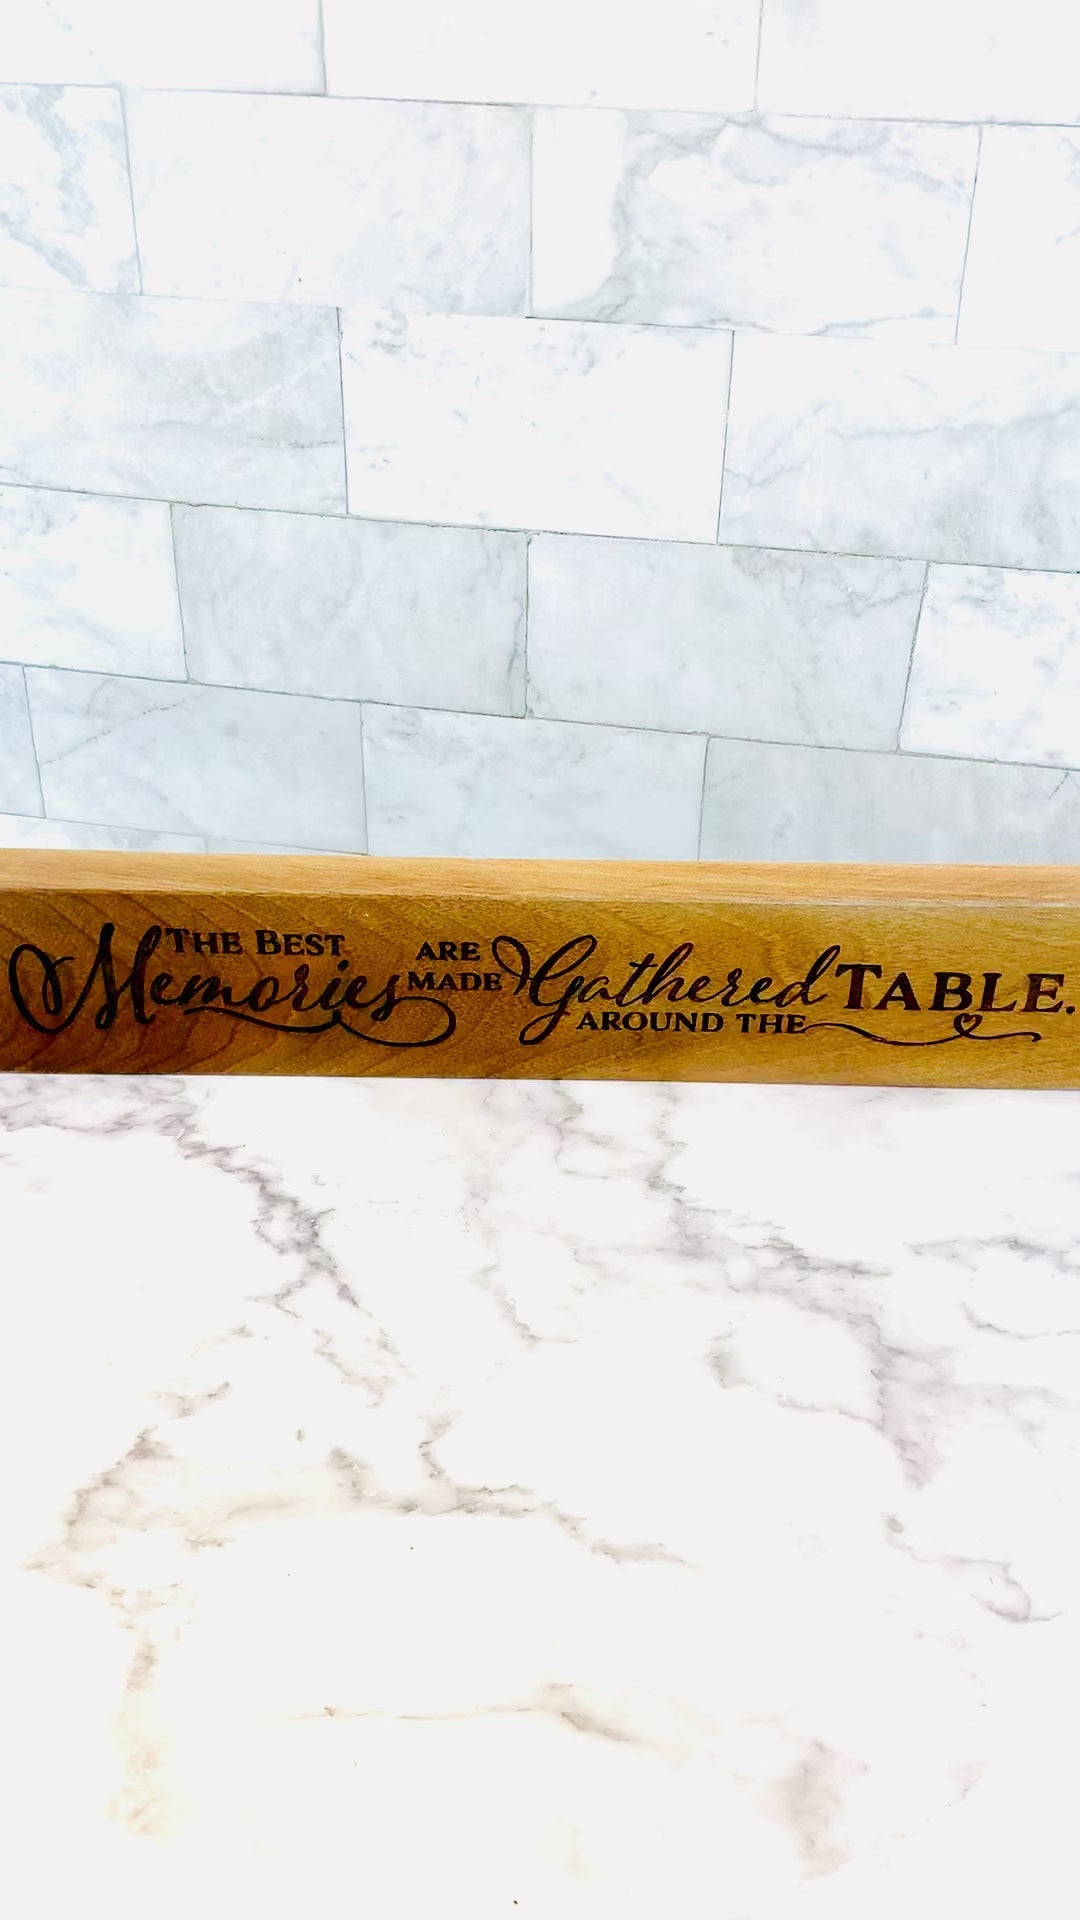 The Best
Memories
are
made
Gathered
around the
Table.